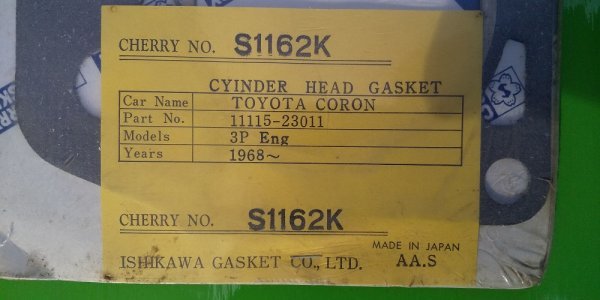 CHERRY NO. S1162K
CYINDER HEAD GASKET
Car Name TOYOTA CORON
Part No. 11115-23011
Models 3P Eng
Years 1968~
CHERRY NO. S1162K
MADE IN JAPAN
ISHIKAWA GASKET CO., LTD. AA.S